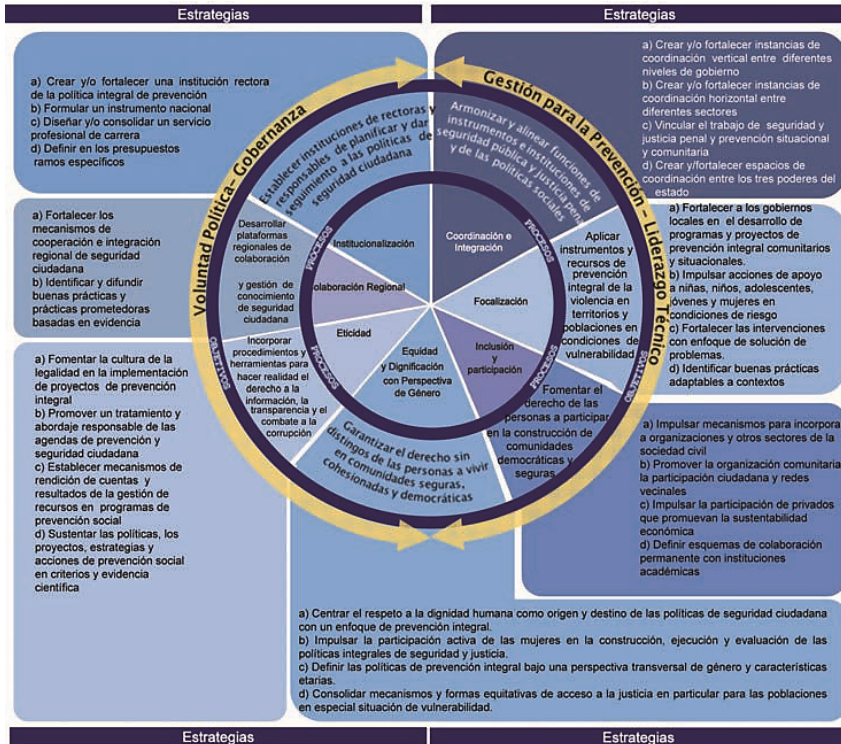 Estrategias
Estrategias
a) Crear y/o fortalecer una institución rectora
de la política integral de prevención
b) Formular un instrumento nacional
c) Diseñar y/o consolidar un servicio
profesional de carrera
d) Definir en los presupuestos
ramos específicos
a) Crear y/o fortalecer instancias de
coordinación vertical entre diferentes
niveles de gobierno
b) Crear y/o fortalecer instancias de
coordinación horizontal entre
diferentes sectores
c) Vincular el trabajo de seguridad y
justicia penal y prevención situacional
y comunitaria
d) Crear y/fortalecer espacios de
coordinación entre los tres poderes del
estado
Voluntad Política– Gobernanza
Gestión para la Prevención – Liderazgo Técnico
Establecer instituciones de rectoras y
responsables de planificar y dar
seguimiento a las políticas de
seguridad ciudadana
Armonizar y alinear funciones de
instrumentos e instituciones de
seguridad pública y justicia penal
y de las políticas sociales
PROCESOS
PROCESOS
PROCESOS
PROCESOS
OBJETIVOS
OBJETIVOS
Institucionalización
Coordinación e
Integración
Colaboración Regional
Focalización
Eticidad
Equidad
y Dignificación
con Perspectiva
de Género
Inclusión
y
participación
a) Fortalecer los
mecanismos de
cooperación e integración
regional de seguridad
ciudadana
b) Identificar y difundir
buenas prácticas y
prácticas prometedoras
basadas en evidencia
Desarrollar
plataformas
regionales de
colaboración
y gestión de
conocimiento de
seguridad
ciudadana
Aplicar
instrumentos y
recursos de
prevención
integral de la
violencia en
territorios y
poblaciones en
condiciones de
vulnerabilidad.
a) Fortalecer a los gobiernos
locales en el desarrollo de
programas y proyectos de
prevención integral comunitarios
y situacionales.
b) Impulsar acciones de apoyo
a niñas, niños, adolescentes,
jóvenes y mujeres en
condiciones de riesgo
c) Fortalecer las intervenciones
con enfoque de solución de
problemas.
d) Identificar buenas prácticas
adaptables a contextos
a) Fomentar la cultura de la
legalidad en la implementación
de proyectos de prevención
integral
b) Promover un tratamiento y
abordaje responsable de las
agendas de prevención y
seguridad ciudadana
c) Establecer mecanismos de
rendición de cuentas y
resultados de la gestión de
recursos en programas de
prevención social
d) Sustentar las políticas, los
proyectos, estrategias y
acciones de prevención social
en criterios y evidencia
científica
Incorporar
procedimientos y
herramientas para
hacer realidad el
derecho a la
información, la
transparencia y el
combate a la
corrupción
Garantizar el derecho sin
distingos de las personas a vivir
en comunidades seguras,
cohesionadas y democráticas
Fomentar el
derecho de las
personas a participar
en la construcción de
comunidades
democráticas y
seguras
a) Impulsar mecanismos para incorpora
a organizaciones y otros sectores de la
sociedad civil
b) Promover la organización comunitaria
la participación ciudadana y redes
vecinales
c) Impulsar la participación de privados
que promuevan la sustentabilidad
económica
d) Definir esquemas de colaboración
permanente con instituciones
académicas
a) Centrar el respeto a la dignidad humana como origen y destino de las políticas de seguridad ciudadana
con un enfoque de prevención integral.
b) Impulsar la participación activa de las mujeres en la construcción, ejecución y evaluación de las
políticas integrales de seguridad y justicia.
c) Definir las políticas de prevención integral bajo una perspectiva transversal de género y características
etarias.
d) Consolidar mecanismos y formas equitativas de acceso a la justicia en particular para las poblaciones
en especial situación de vulnerabilidad.
Estrategias
Estrategias